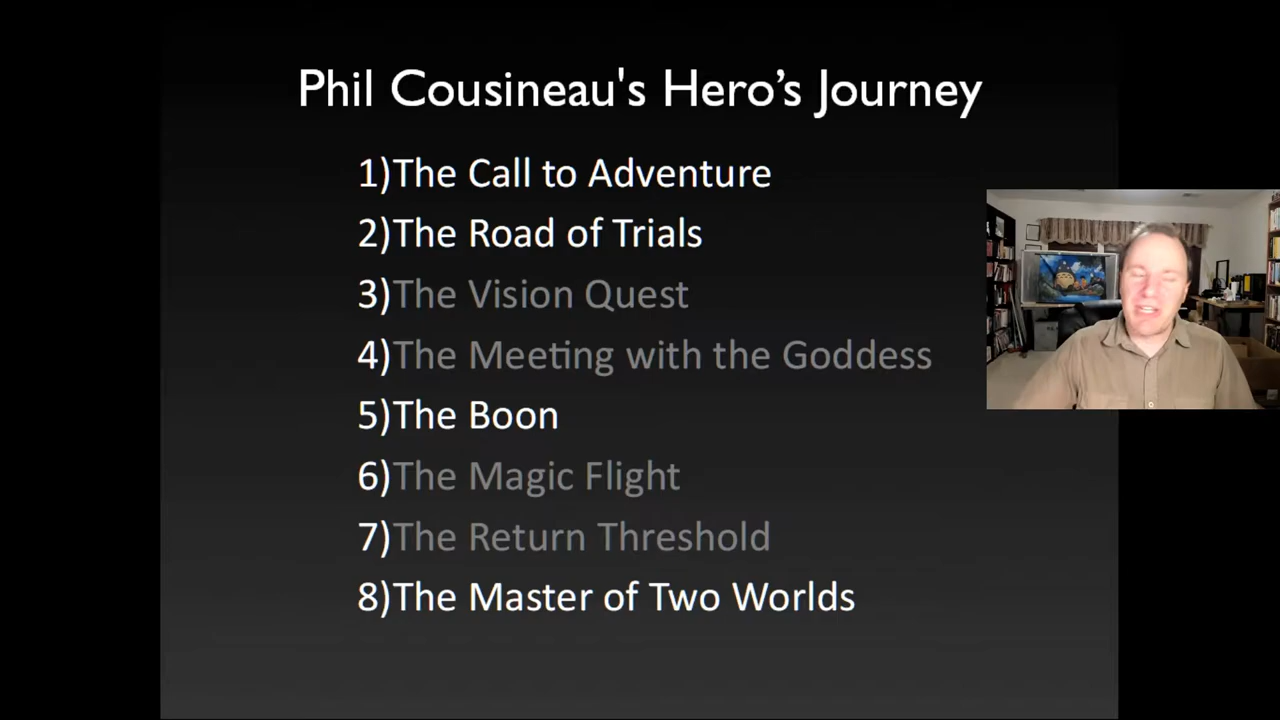 Phil Cousineau's Hero’s Journey
1)The Call to Adventure
2)The Road of Trials
3)The Vision Quest
4)The Meeting with the Goddess
5)The Boon
6)The Magic Flight
7)The Return Threshold
8)The Master of Two Worlds